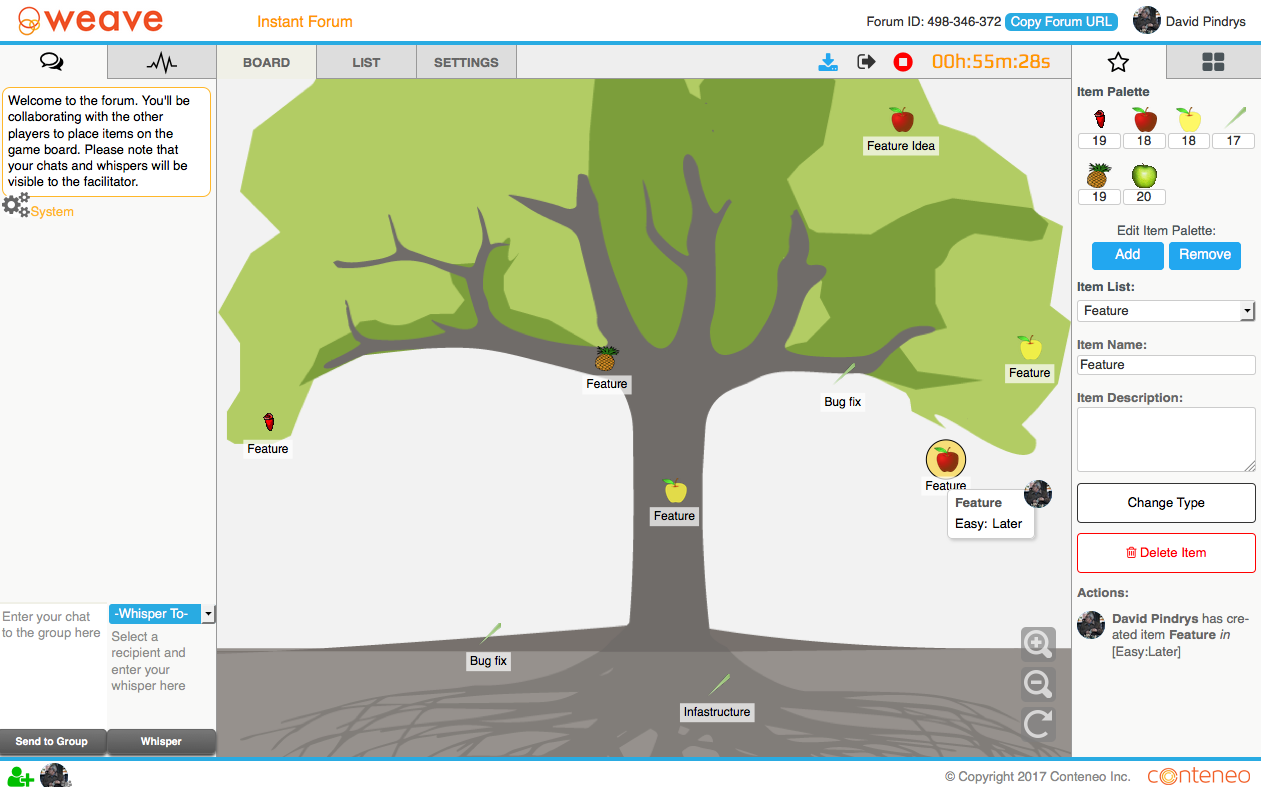 weave
Instant Forum
Forum ID: 498-346-372 Copy Forum URL
David Pindrys
BOARD LIST SETTINGS
00h:55m:28s
Welcome to the forum. You'll be
collaborating with the other
players to place items on the
game board. Please note that
your chats and whispers will be
visible to the facilitator.
System
Feature Idea
Feature
Feature
Bug fix
Feature
Feature
Feature
Feature
Easy: Later
Bug fix
Infastructure
Enter your chat
to the group here
-Whisper To-
Select a
recipient and
enter your
whisper here
Send to Group
Whisper
Item Palette
19 18 18 17
19 20
Edit Item Palette:
Add Remove
Item List:
Feature
Item Name:
Feature
Item Description:
Change Type
Delete Item
Actions:
David Pindrys has cre-
ated item Feature in
[Easy:Later]
© Copyright 2017 Conteneo Inc.
conteneo